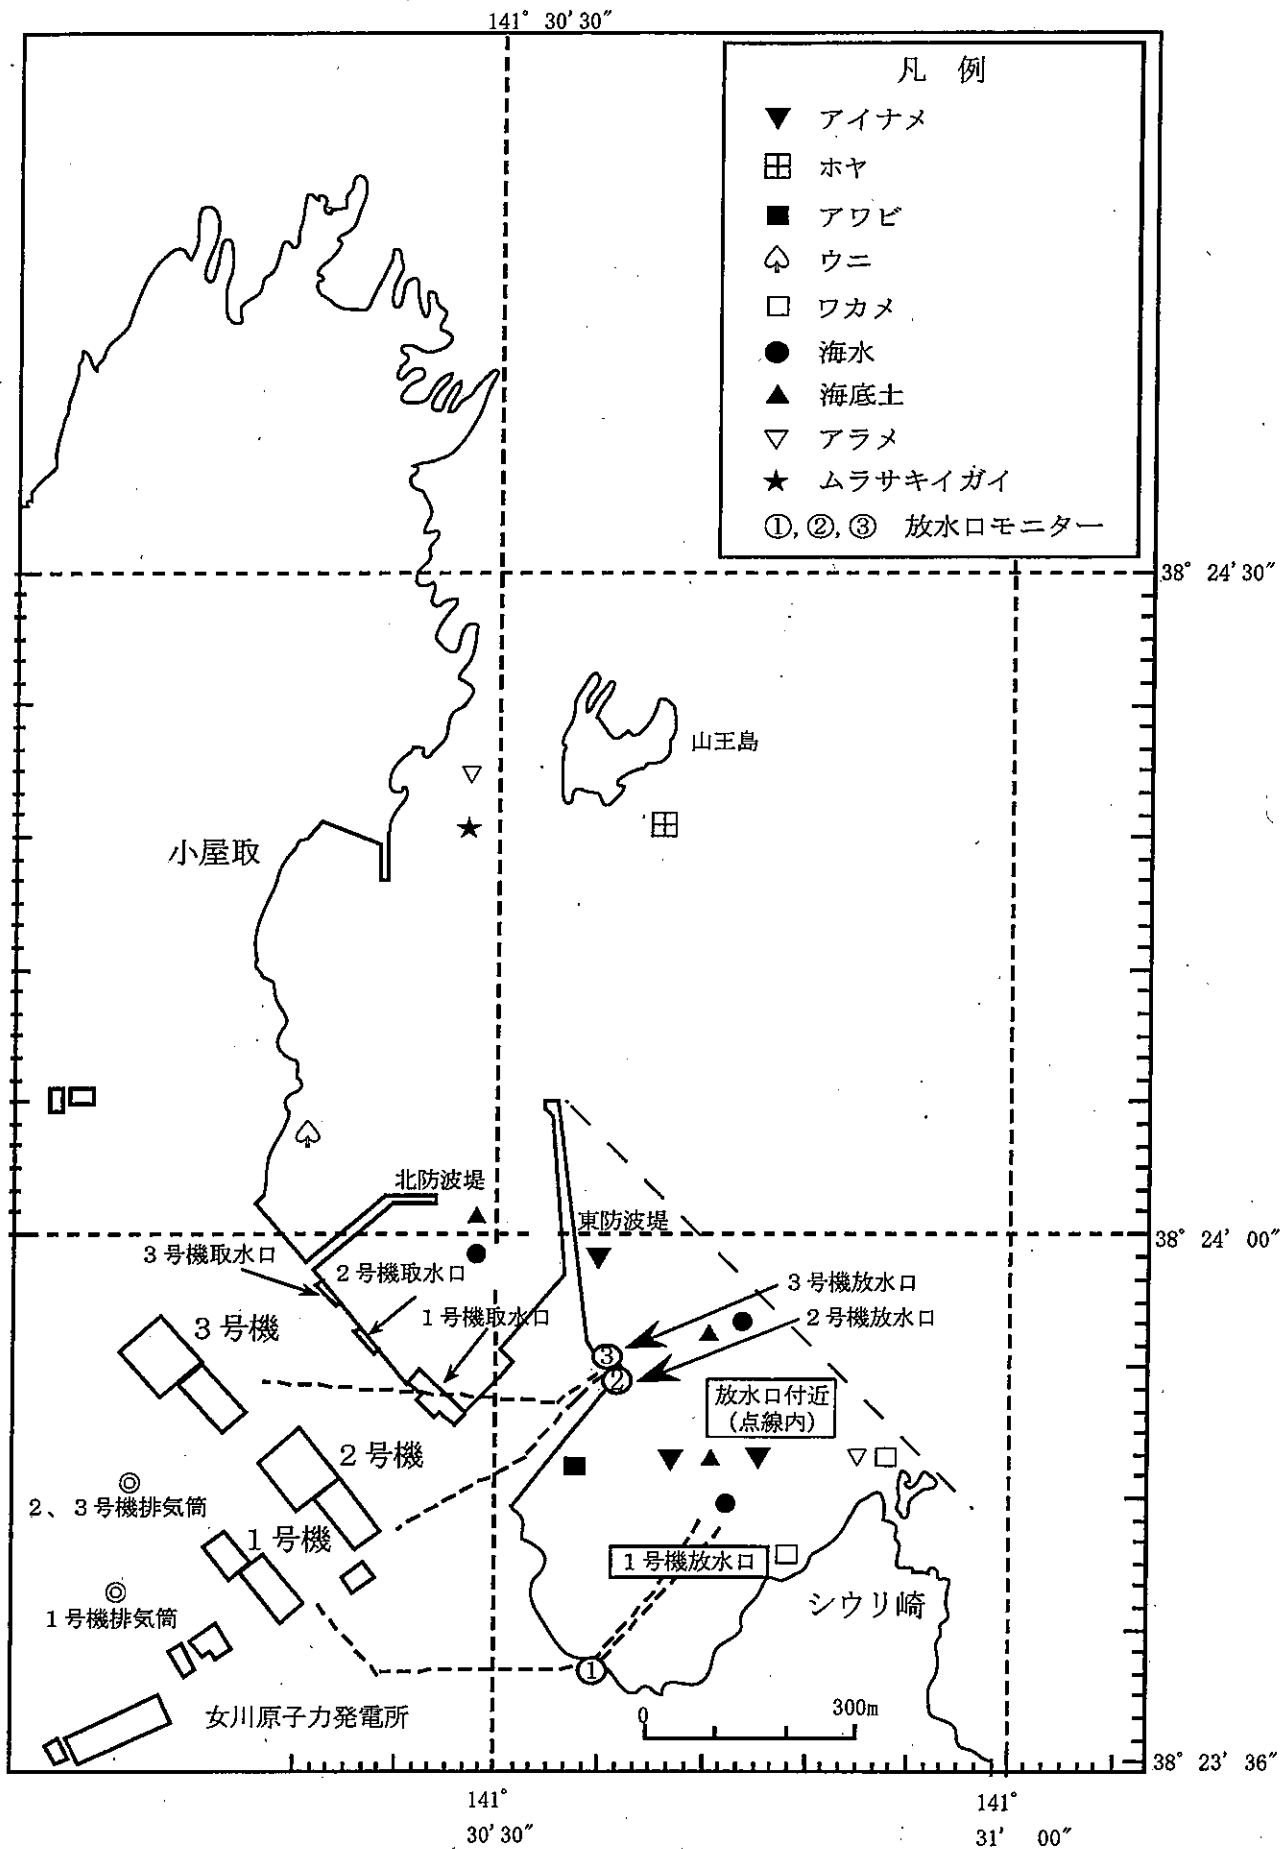 141° 30′30″
凡 例
アイナメ
ホヤ
アワビ
ウニ
ワカメ
海水
海底土
アラメ
ムラサキイガイ
①,②,③ 放水口モニター
38° 24′30″
山王島
小屋取
北防波堤
東防波堤
38° 24′00″
3号機取水口
2号機取水口
1号機取水口
3号機放水口
2号機放水口
3号機
③
②
放水口付近
(点線内)
2号機
2、3号機排気筒
1号機
1号機放水口
1号機排気筒
シウリ崎
①
女川原子力発電所
0 300m
38° 23′36″
141°
30′30″
141°
31′00″